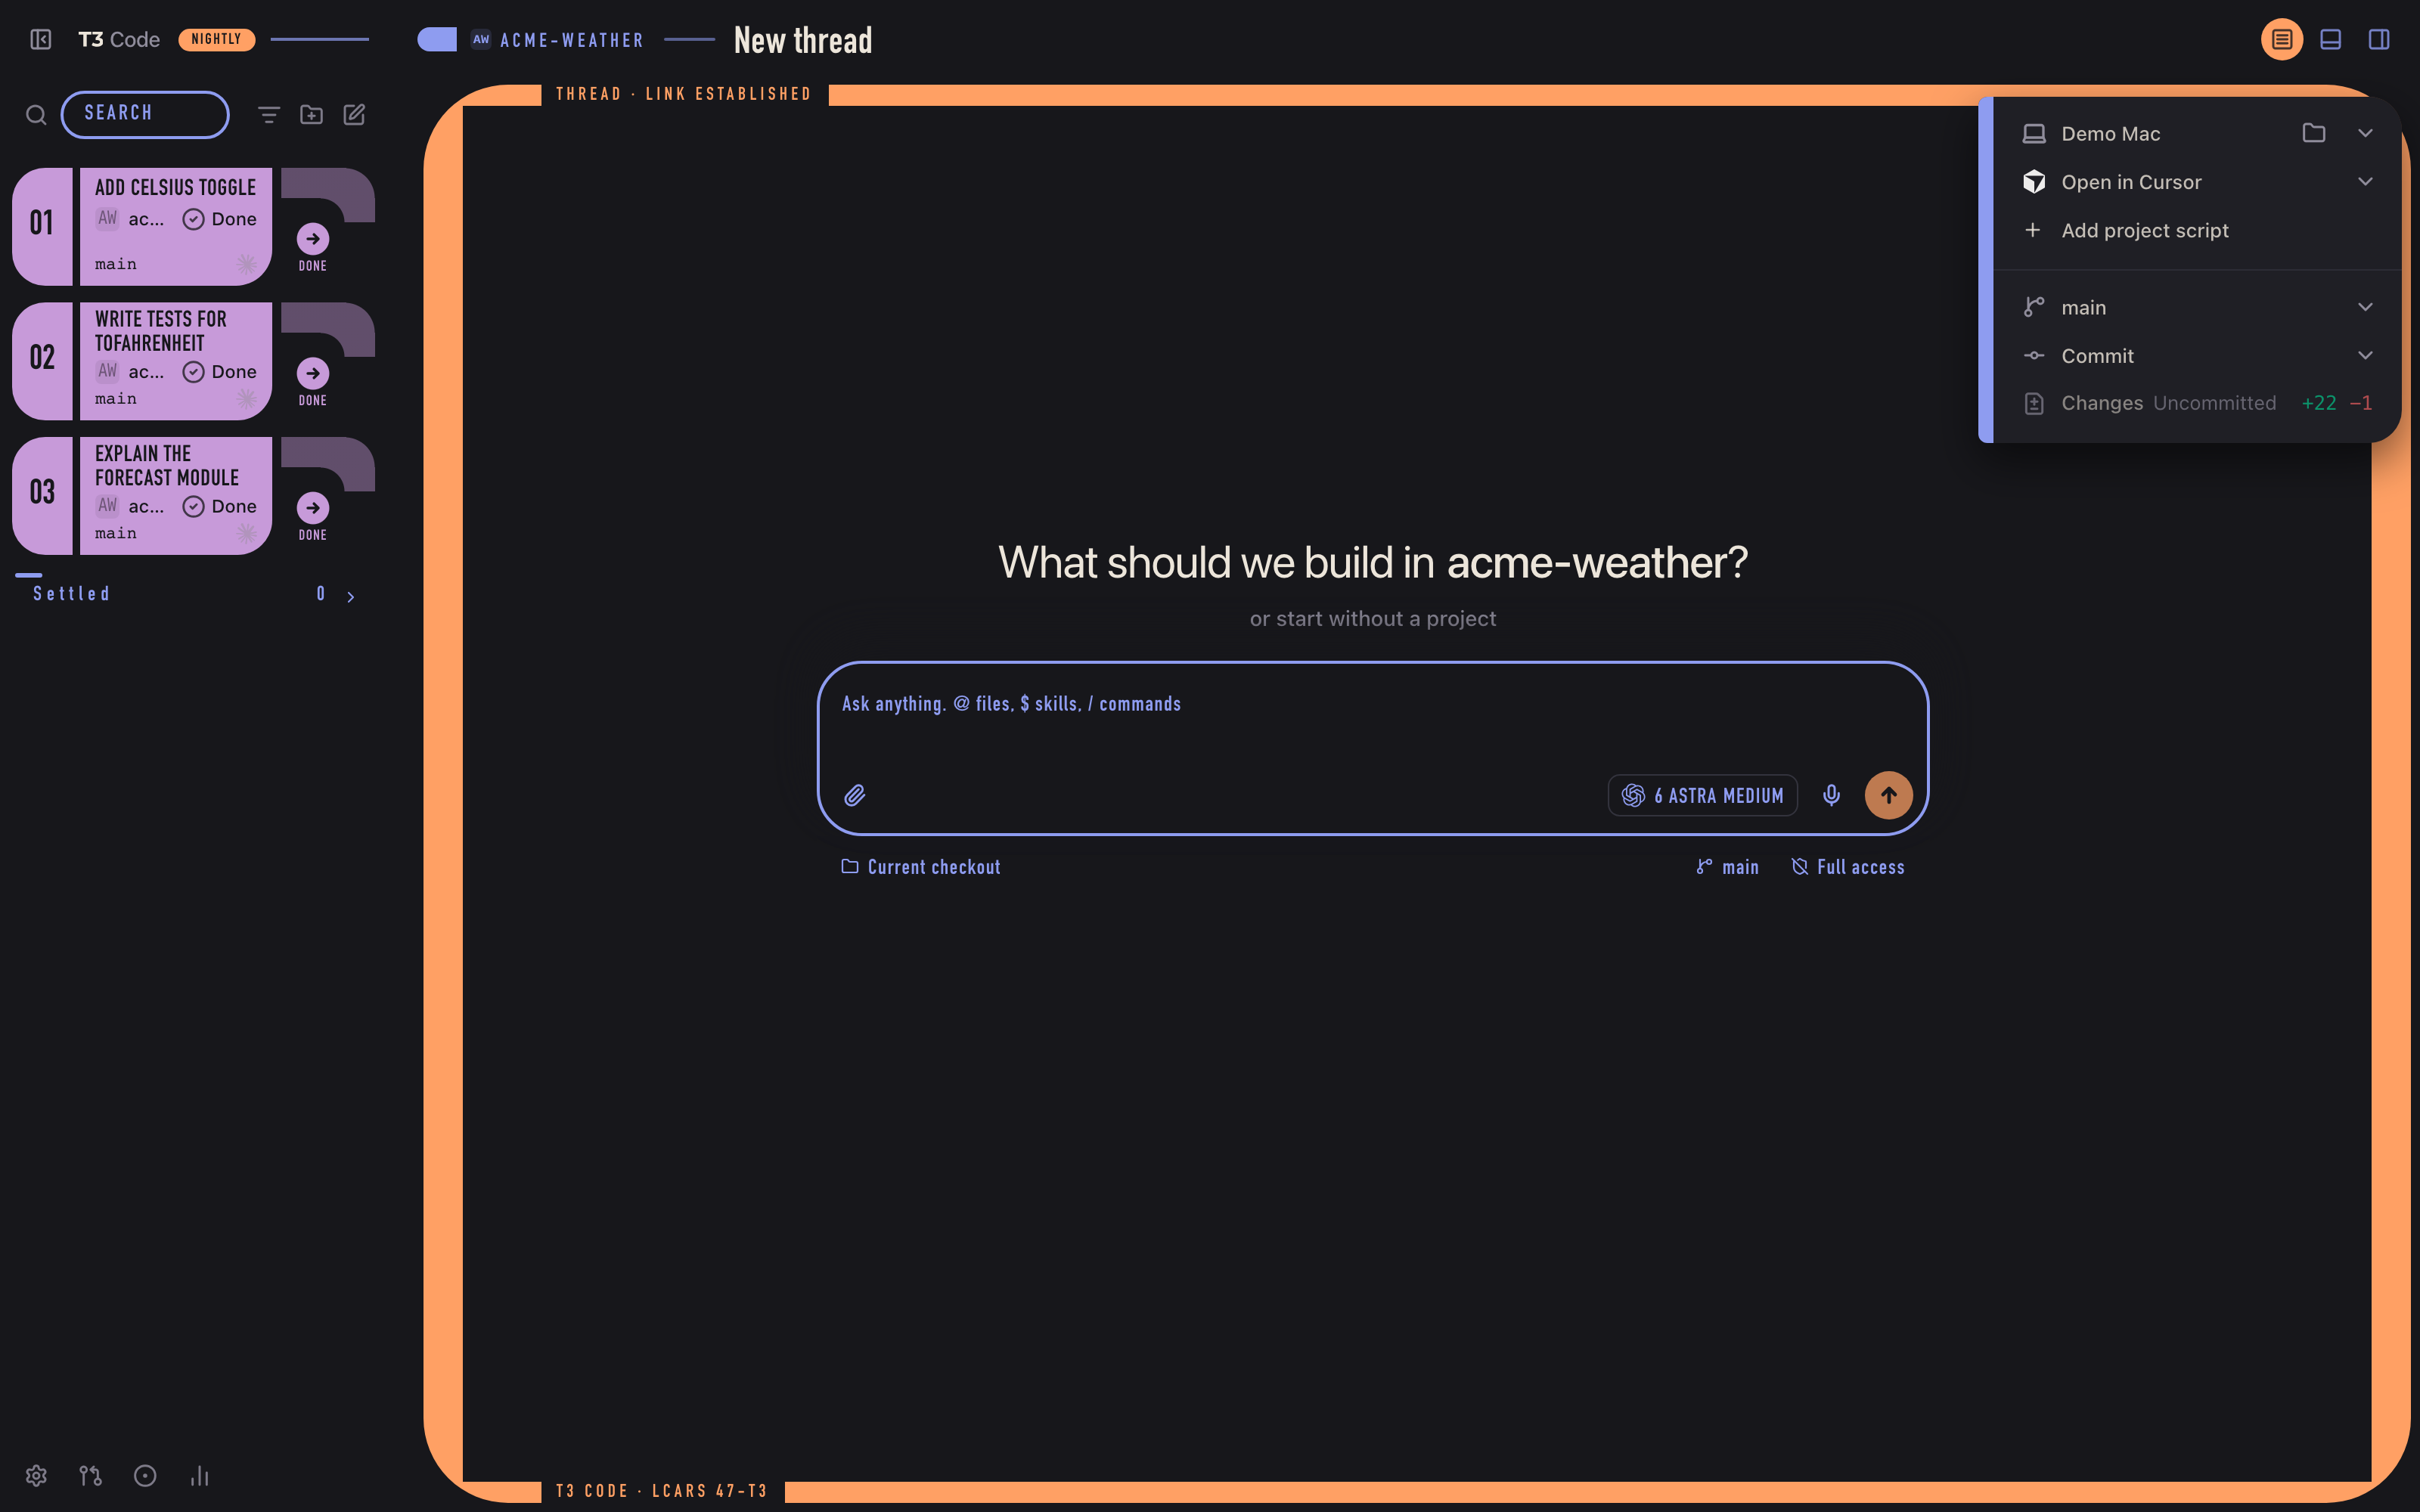 T3 Code NIGHTLY
AW ACME-WEATHER New thread
SEARCH
01
ADD CELSIUS TOGGLE
AW ac... Done
main
DONE
02
WRITE TESTS FOR
TOFAHRENHEIT
AW ac... Done
main
DONE
03
EXPLAIN THE
FORECAST MODULE
AW ac... Done
main
DONE
Settled 0
THREAD · LINK ESTABLISHED
Demo Mac
Open in Cursor
Add project script
main
Commit
Changes Uncommitted +22 −1
What should we build in acme-weather?
or start without a project
Ask anything. @ files, $ skills, / commands
6 ASTRA MEDIUM
Current checkout
main
Full access
T3 CODE · LCARS 47-T3